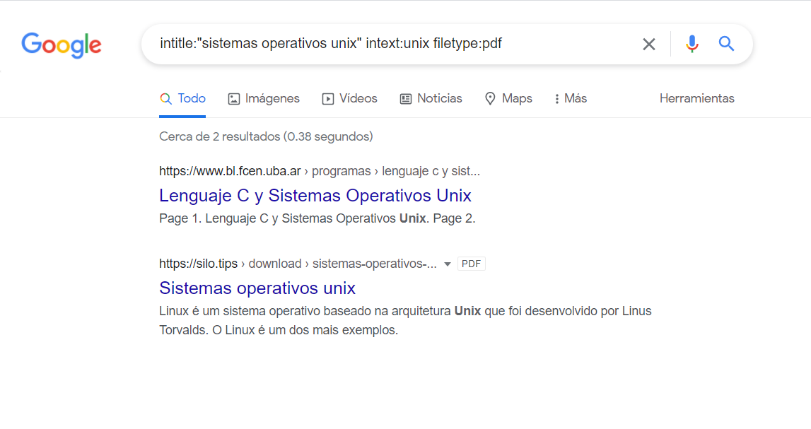 Google
intitle:"sistemas operativos unix" intext:unix filetype:pdf
Todo Imágenes Vídeos Noticias Maps Más Herramientas
Cerca de 2 resultados (0.38 segundos)
https://www.bl.fcen.uba.ar › programas › lenguaje c y sist...
Lenguaje C y Sistemas Operativos Unix
Page 1. Lenguaje C y Sistemas Operativos Unix. Page 2.
https://silo.tips › download › sistemas-operativos-... PDF
Sistemas operativos unix
Linux é um sistema operativo baseado na arquitetura Unix que foi desenvolvido por Linus
Torvalds. O Linux é um dos mais exemplos.